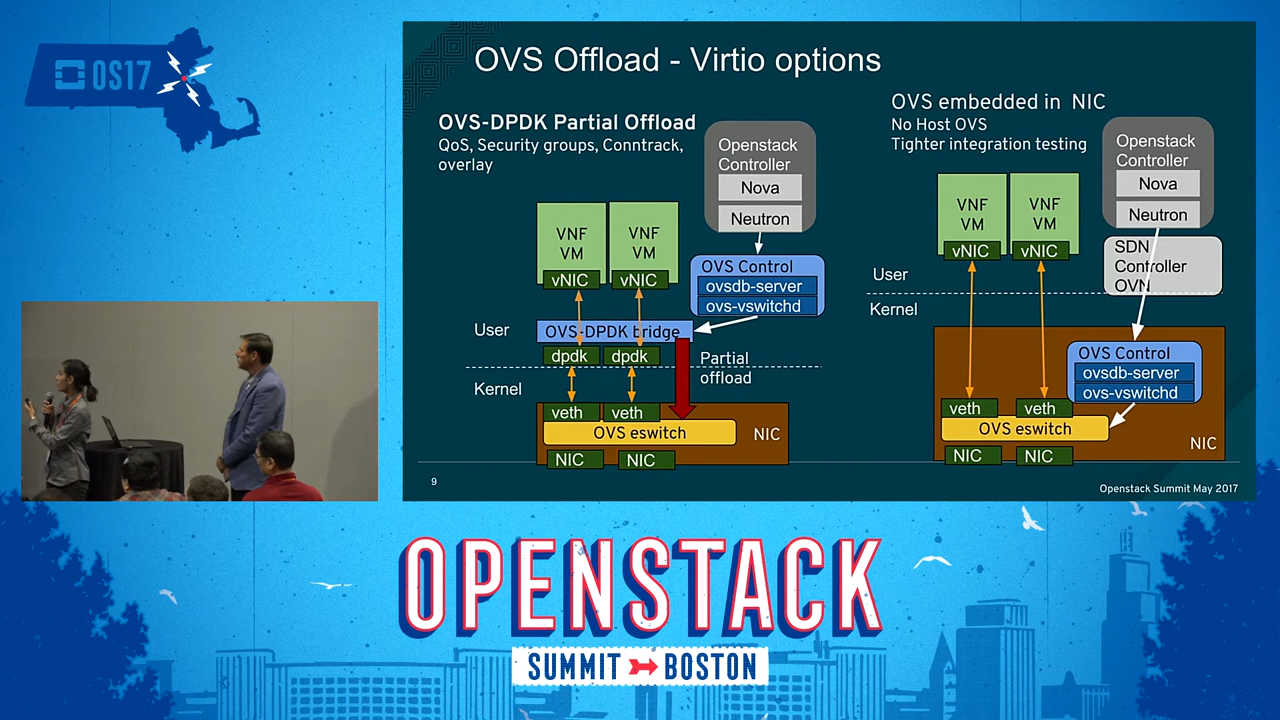 OS17
OVS Offload - Virtio options
OVS-DPDK Partial Offload
QoS, Security groups, Conntrack,
overlay
Openstack
Controller
Nova
Neutron
VNF
VM
VNF
VM
vNIC
vNIC
OVS Control
ovsdb-server
ovs-vswitchd
User
OVS-DPDK bridge
dpdk
dpdk
Partial
offload
Kernel
veth
veth
OVS eswitch
NIC
NIC
NIC
OVS embedded in NIC
No Host OVS
Tighter integration testing
Openstack
Controller
Nova
Neutron
VNF
VM
VNF
VM
vNIC
vNIC
SDN
Controller
OVN
User
Kernel
OVS Control
ovsdb-server
ovs-vswitchd
veth
veth
OVS eswitch
NIC
NIC
NIC
9
Openstack Summit May 2017
OPENSTACK
SUMMIT BOSTON